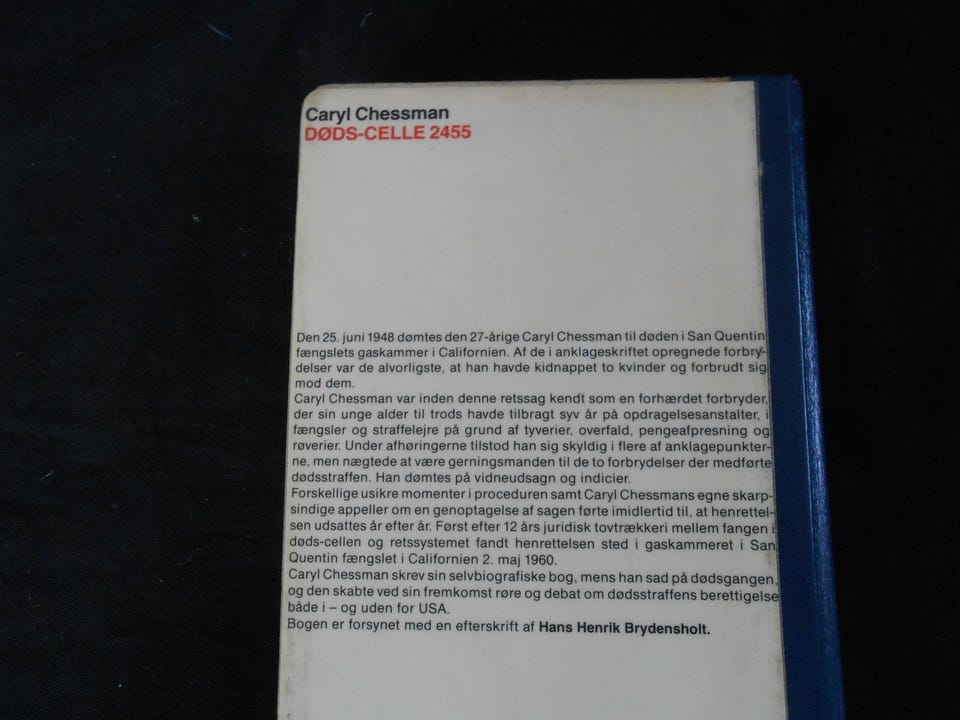 Caryl Chessman
DØDS-CELLE 2455
Den 25. juni 1948 dømtes den 27-årige Caryl Chessman til døden i San Quentin
fængslets gaskammer i Californien. Af de i anklageskriftet opregnede forbry-
delser var de alvorligste, at han havde kidnappet to kvinder og forbrudt sig
mod dem.
Caryl Chessman var inden denne retssag kendt som en forhærdet forbryder,
der sin unge alder til trods havde tilbragt syv år på opdragelsesanstalter, i
fængsler og straffelejre på grund af tyverier, overfald, pengeafpresning og
røverier. Under afhøringerne tilstod han sig skyldig i flere af anklagepunkter-
ne, men nægtede at være gerningsmanden til de to forbrydelser der medførte
dødsstraffen. Han dømtes på vidneudsagn og indicier.
Forskellige usikre momenter i proceduren samt Caryl Chessmans egne skarp-
sindige appeller om en genoptagelse af sagen førte imidlertid til, at henrettel-
sen udsattes år efter år. Først efter 12 års juridisk tovtrækkeri mellem fangen i
døds-cellen og retssystemet fandt henrettelsen sted i gaskammeret i San
Quentin fængslet i Californien 2. maj 1960.
Caryl Chessman skrev sin selvbiografiske bog, mens han sad på dødsgangen,
og den skabte ved sin fremkomst røre og debat om dødsstraffens berettigelse
både i – og uden for USA.
Bogen er forsynet med en efterskrift af Hans Henrik Brydensholt.